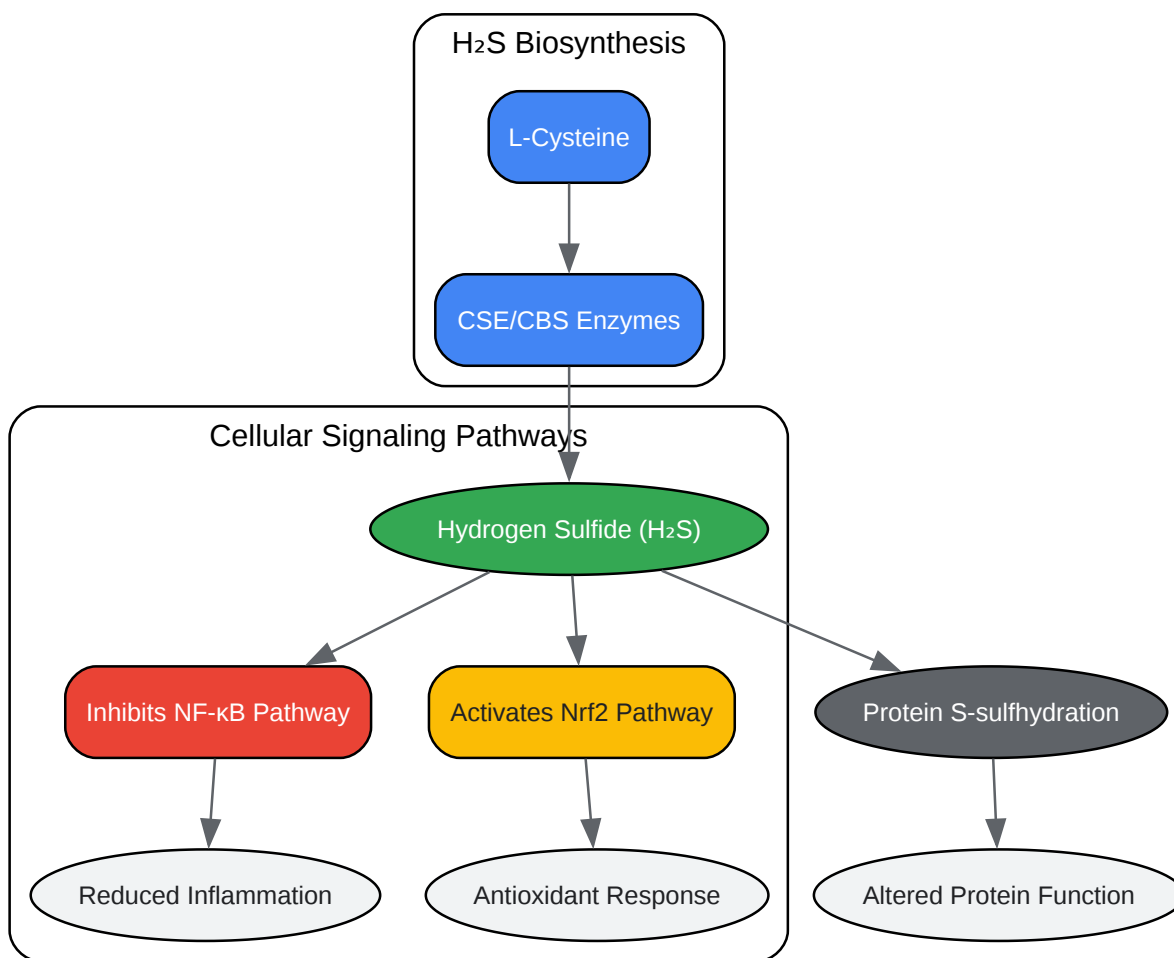 H₂S Biosynthesis
L-Cysteine
CSE/CBS Enzymes
Cellular Signaling Pathways
Hydrogen Sulfide (H₂S)
Inhibits NF-κB Pathway
Activates Nrf2 Pathway
Protein S-sulfhydration
Reduced Inflammation
Antioxidant Response
Altered Protein Function